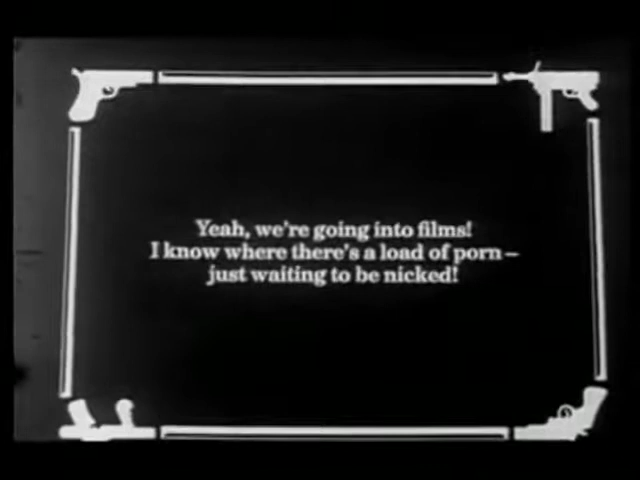 Yeah, we're going into films!
I know where there's a load of porn –
just waiting to be nicked!